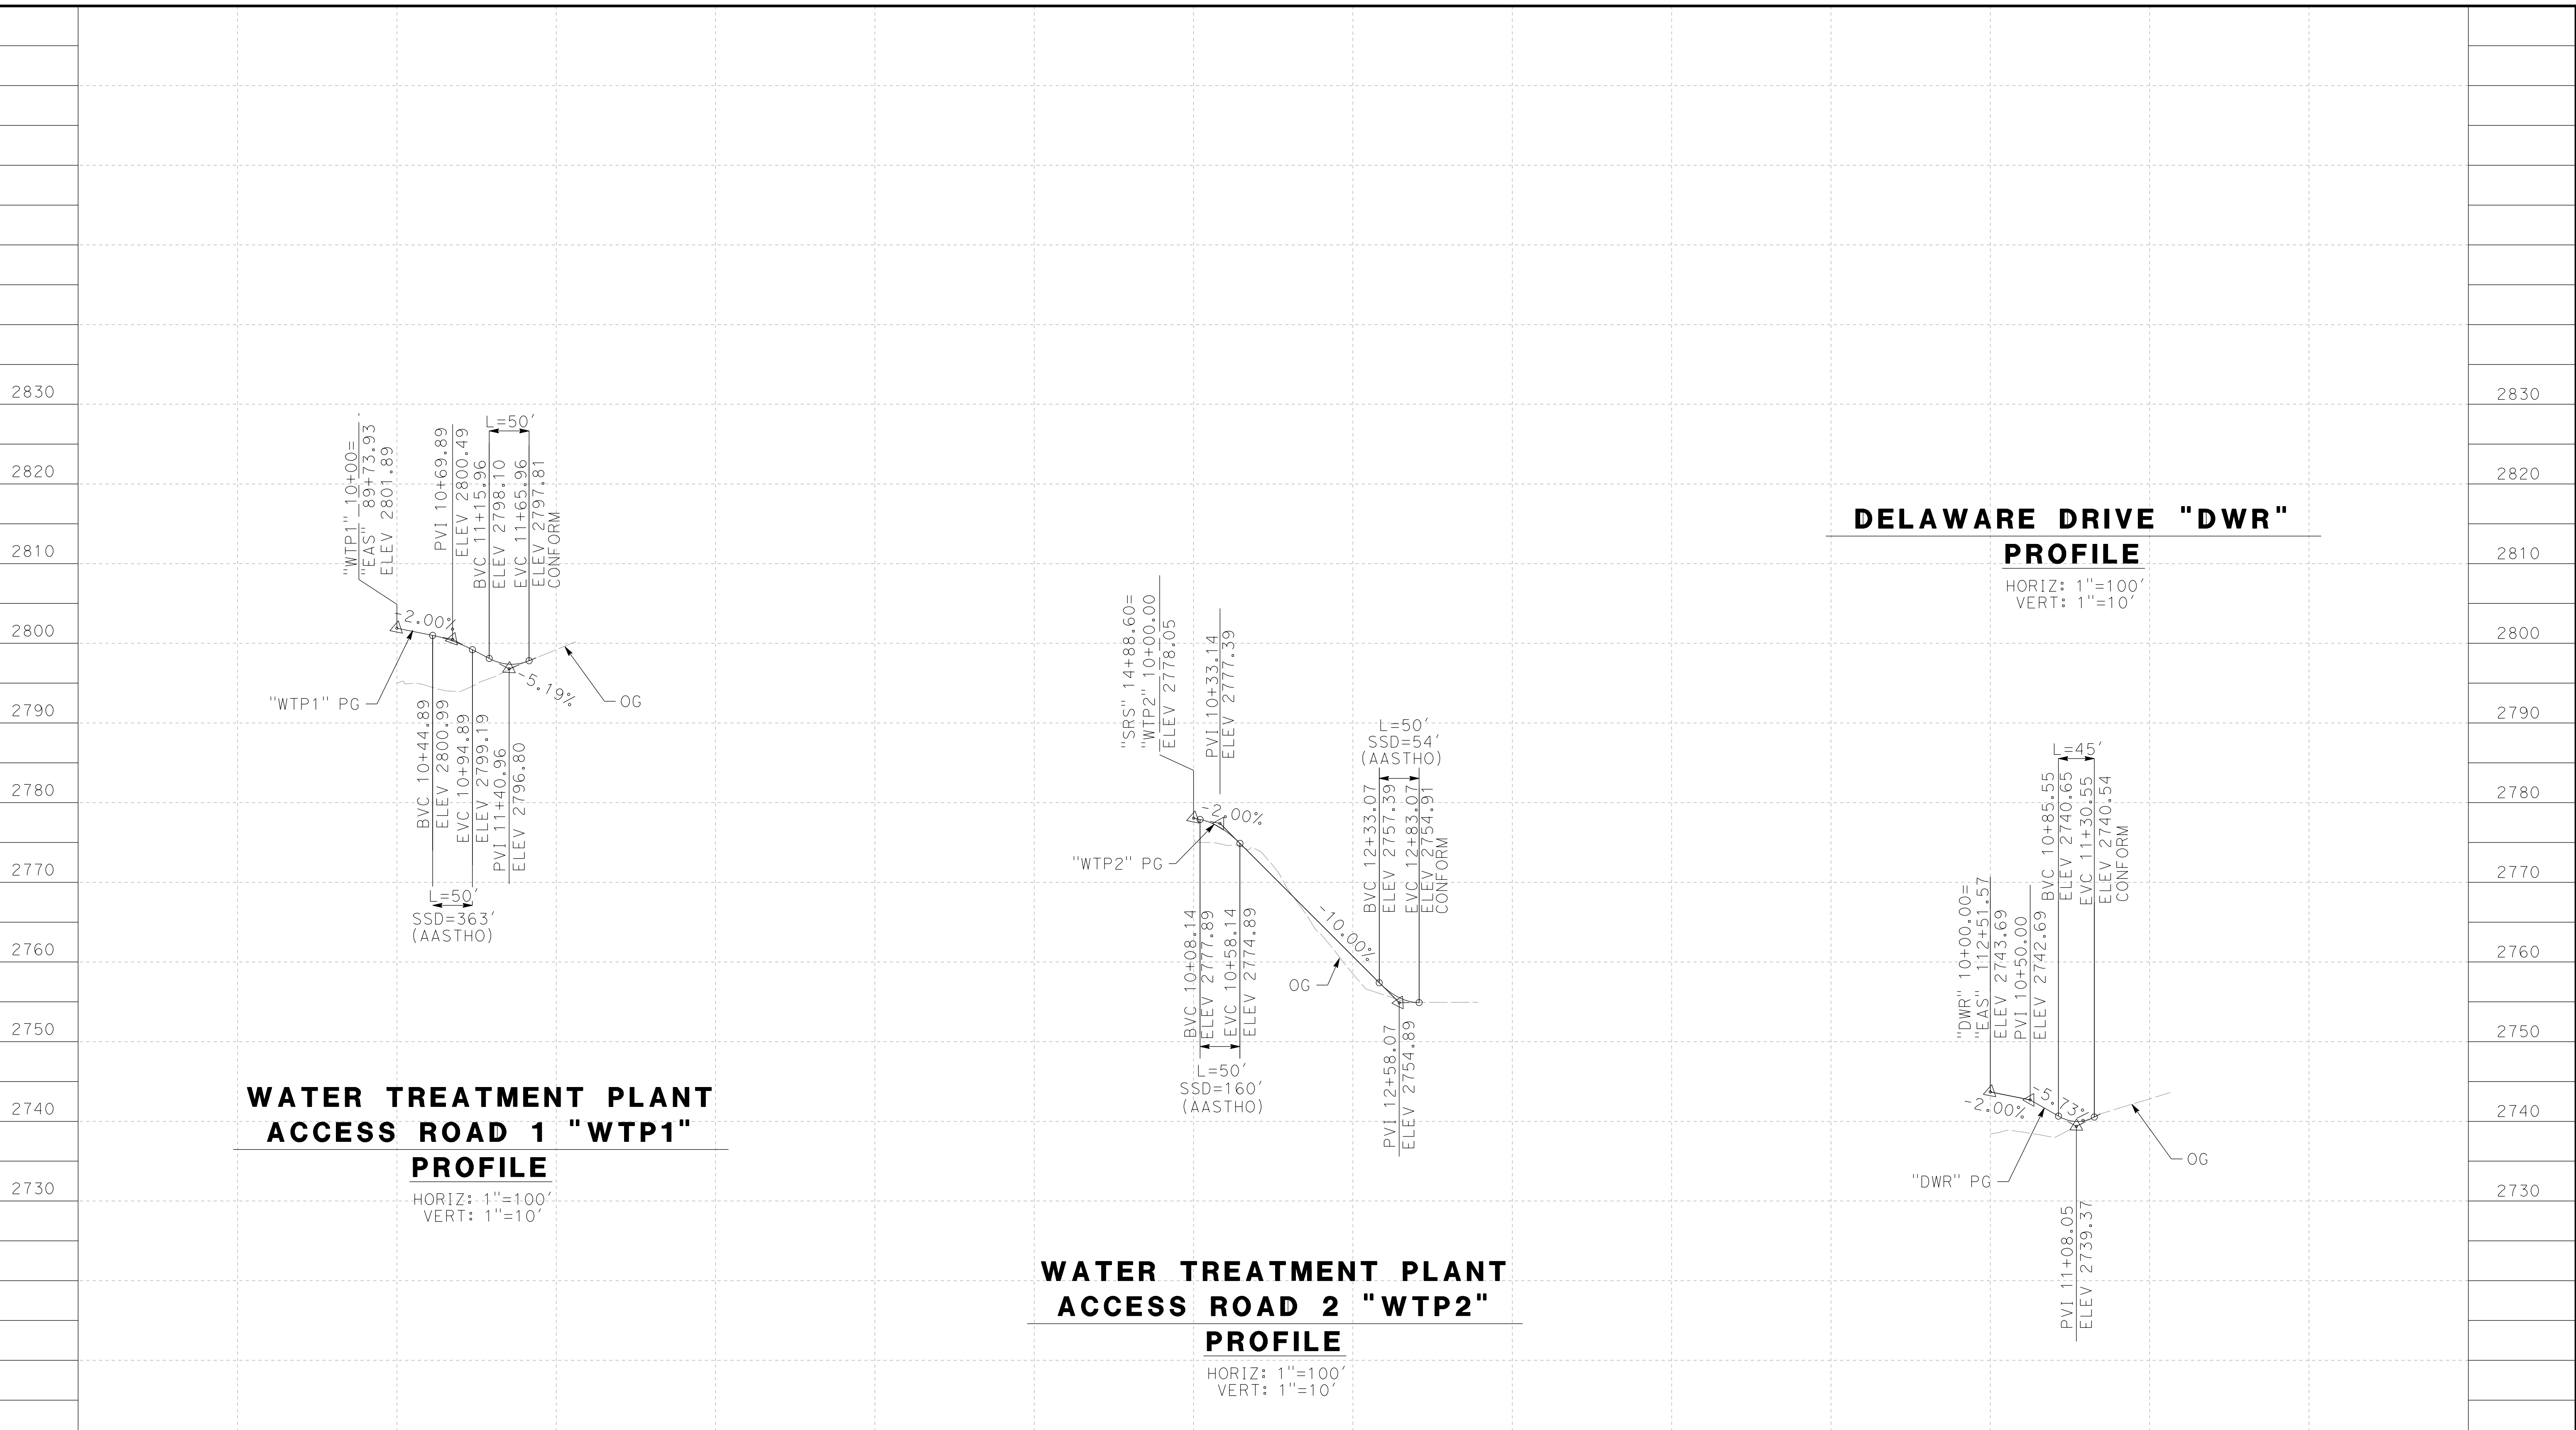 2830
2820
2810
2800
2790
2780
2770
2760
2750
2740
2730
"WTP1" 10+00=
"EAS" 89+73.93
ELEV 2801.89
PVI 10+69.89
ELEV 2800.49
L=50'
BVC 11+15.96
ELEV 2798.10
EVC 11+65.96
ELEV 2797.81
CONFORM
-2.00%
-5.19%
"WTP1" PG
OG
BVC 10+44.89
ELEV 2800.99
EVC 10+94.89
ELEV 2799.19
PVI 11+40.96
ELEV 2796.80
L=50'
SSD=363'
(AASTHO)
WATER TREATMENT PLANT
ACCESS ROAD 1 "WTP1"
PROFILE
HORIZ: 1"=100'
VERT: 1"=10'
"SRS" 14+88.60=
"WTP2" 10+00.00
ELEV 2778.05
PVI 10+33.14
ELEV 2777.39
-2.00%
"WTP2" PG
L=50'
SSD=54'
(AASTHO)
BVC 12+33.07
ELEV 2757.39
EVC 12+83.07
ELEV 2754.91
CONFORM
-10.00%
OG
BVC 10+08.14
ELEV 2777.89
EVC 10+58.14
ELEV 2774.89
L=50'
SSD=160'
(AASTHO)
PVI 12+58.07
ELEV 2754.89
WATER TREATMENT PLANT
ACCESS ROAD 2 "WTP2"
PROFILE
HORIZ: 1"=100'
VERT: 1"=10'
DELAWARE DRIVE "DWR"
PROFILE
HORIZ: 1"=100'
VERT: 1"=10'
L=45'
"DWR" 10+00.00=
"EAS" 112+51.57
ELEV 2743.69
PVI 10+50.00
ELEV 2742.69
BVC 10+85.55
ELEV 2740.65
EVC 11+30.55
ELEV 2740.54
CONFORM
-2.00%
-5.73%
"DWR" PG
OG
PVI 11+08.05
ELEV 2739.37
2830
2820
2810
2800
2790
2780
2770
2760
2750
2740
2730